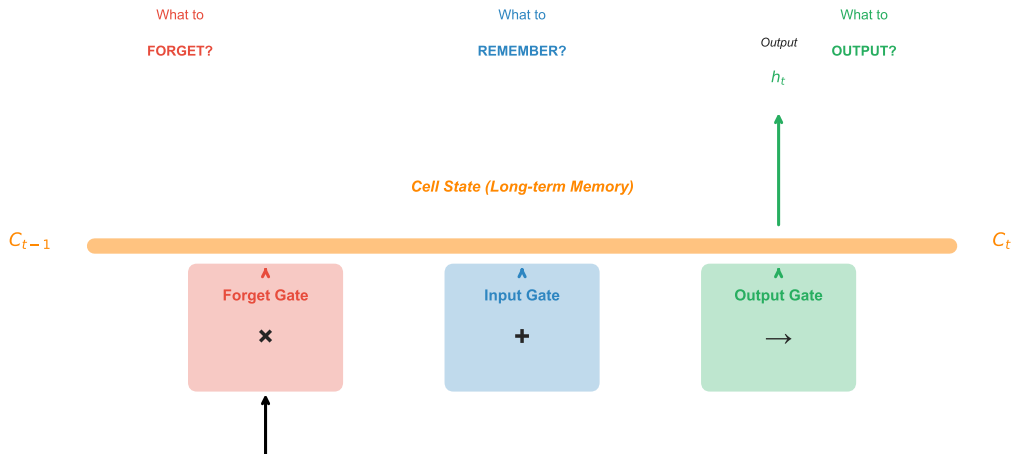 What to
FORGET?
What to
REMEMBER?
What to
OUTPUT?
Output
h_t
Cell State (Long-term Memory)
C_{t-1}
C_t
Forget Gate
×
Input Gate
+
Output Gate
→